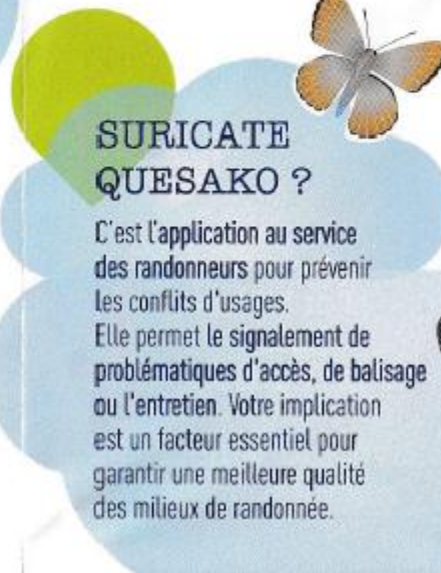 SURICATE
QUESAKO ?
C'est l'application au service
des randonneurs pour prévenir
les conflits d'usages.
Elle permet le signalement de
problématiques d'accès, de balisage
ou l'entretien. Votre implication
est un facteur essentiel pour
garantir une meilleure qualité
des milieux de randonnée.